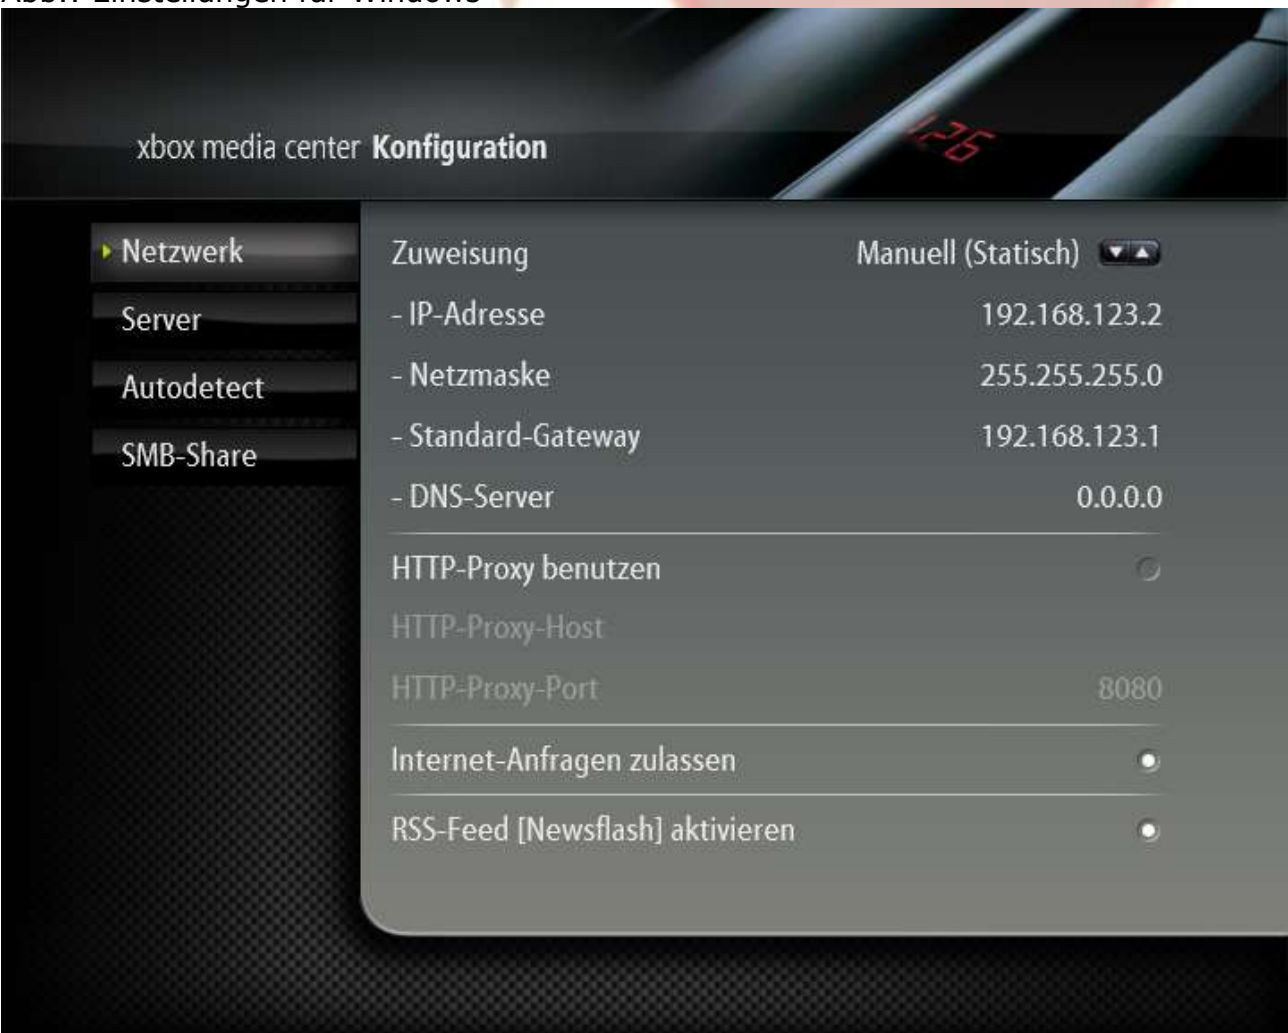 xbox media center Konfiguration
Netzwerk
Server
Autodetect
SMB-Share
Zuweisung Manuell (Statisch)
- IP-Adresse 192.168.123.2
- Netzmaske 255.255.255.0
- Standard-Gateway 192.168.123.1
- DNS-Server 0.0.0.0
HTTP-Proxy benutzen
HTTP-Proxy-Host
HTTP-Proxy-Port 8080
Internet-Anfragen zulassen
RSS-Feed [Newsflash] aktivieren